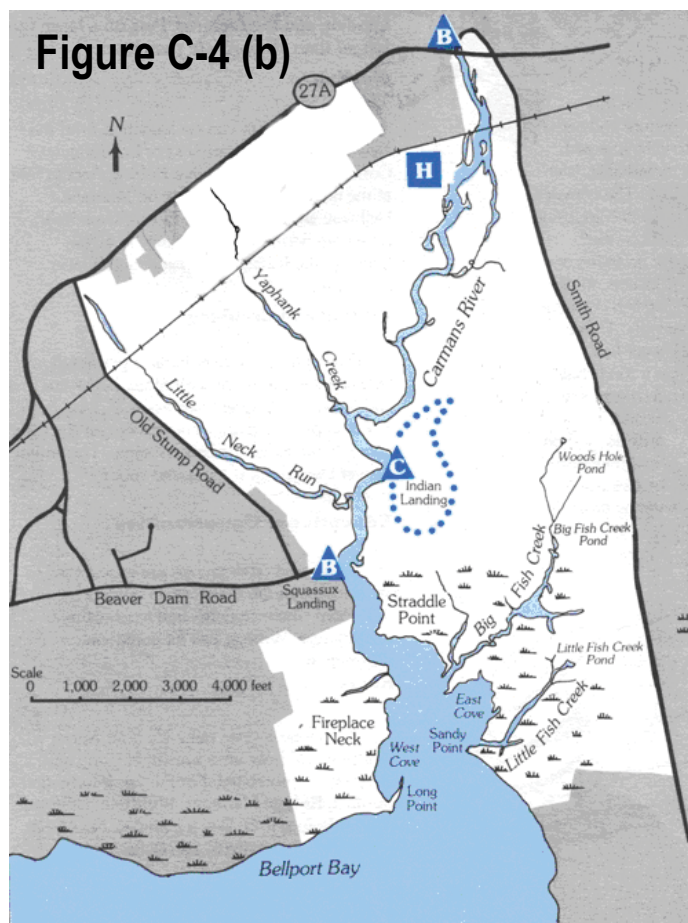 Figure C-4 (b)
B
27A
N
H
Yaphank
Creek
Carmans River
Smith Road
Little
Neck
Run
Old Stump Road
C
Indian
Landing
Woods Hole
Pond
Big Fish Creek
Pond
B
Squassux
Landing
Beaver Dam Road
Straddle
Point
Big Fish Creek
Little Fish Creek
Pond
Scale
0 1,000 2,000 3,000 4,000 feet
East
Cove
Fireplace
Neck
West
Cove
Sandy
Point
Little Fish Creek
Long
Point
Bellport Bay